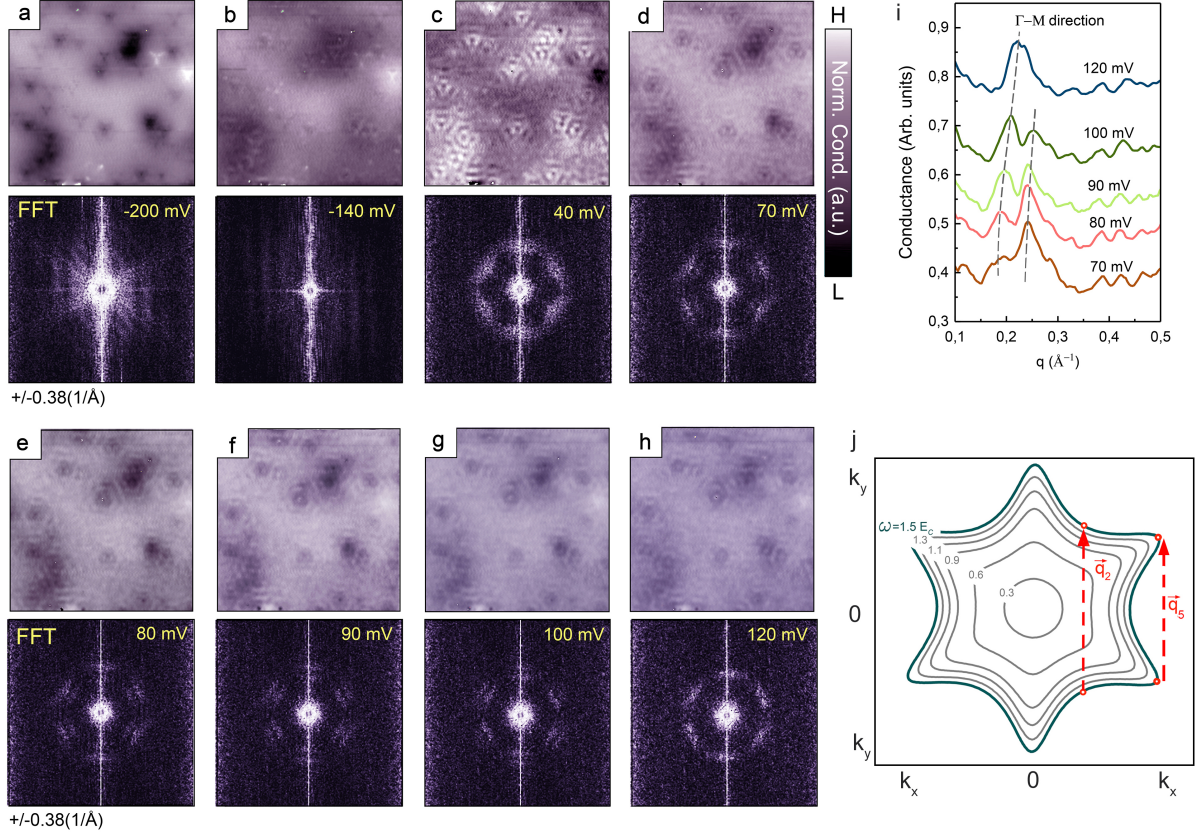 a
b
c
d
H
Norm. Cond. (a.u.)
L
FFT
-200 mV
-140 mV
40 mV
70 mV
+/-0.38(1/Å)
e
f
g
h
FFT
80 mV
90 mV
100 mV
120 mV
+/-0.38(1/Å)
i
Γ–M direction
120 mV
100 mV
90 mV
80 mV
70 mV
Conductance (Arb. units)
0,9
0,8
0,7
0,6
0,5
0,4
0,3
0,1 0,2 0,3 0,4 0,5
q (Å⁻¹)
j
k_y
0
k_y
ω=1.5 E_c
1.3
1.1
0.9
0.6
0.3
q⃗₂
q⃗₅
k_x 0 k_x